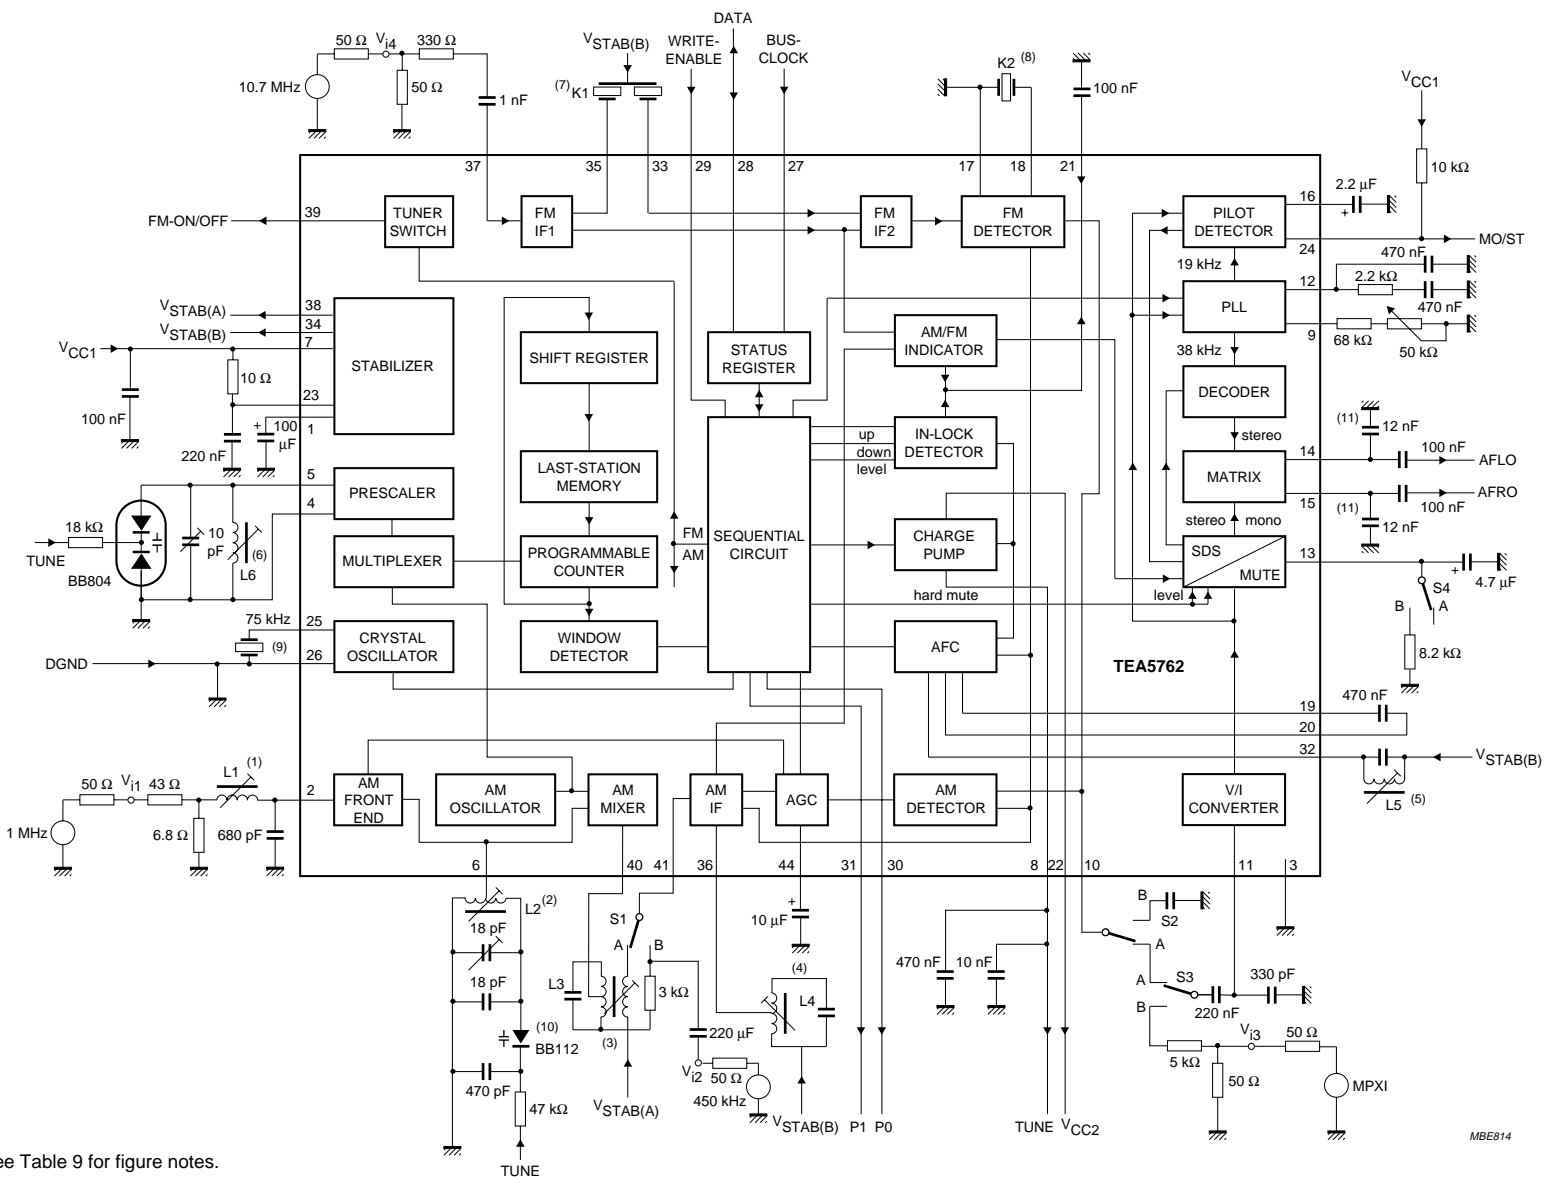 DATA
50 Ω
Vi4
330 Ω
VSTAB(B)
WRITE-
ENABLE
BUS-
CLOCK
K2 (8)
10.7 MHz
50 Ω
1 nF
(7) K1
100 nF
VCC1
10 kΩ
37
35
33
29
28
27
17
18
21
16
2.2 μF
+
FM-ON/OFF
39
TUNER
SWITCH
FM
IF1
FM
IF2
FM
DETECTOR
PILOT
DETECTOR
24
MO/ST
19 kHz
470 nF
12
2.2 kΩ
470 nF
PLL
9
68 kΩ
50 kΩ
38 kHz
VSTAB(A)
38
VSTAB(B)
34
VCC1
7
10 Ω
STABILIZER
SHIFT REGISTER
STATUS
REGISTER
AM/FM
INDICATOR
DECODER
100 nF
23
+
100
μF
1
220 nF
up
down
level
IN-LOCK
DETECTOR
stereo
(11)
12 nF
100 nF
14
AFLO
MATRIX
15
AFRO
(11)
100 nF
12 nF
stereo
mono
5
4
PRESCALER
LAST-STATION
MEMORY
18 kΩ
TUNE
BB804
10
pF
(6)
L6
MULTIPLEXER
PROGRAMMABLE
COUNTER
FM
AM
SEQUENTIAL
CIRCUIT
CHARGE
PUMP
SDS
MUTE
13
+
4.7 μF
S4
B
A
8.2 kΩ
hard mute
level
75 kHz
25
(9)
26
DGND
CRYSTAL
OSCILLATOR
WINDOW
DETECTOR
AFC
TEA5762
19
470 nF
20
32
VSTAB(B)
L5 (5)
50 Ω
Vi1
43 Ω
L1 (1)
2
1 MHz
6.8 Ω
680 pF
AM
FRONT
END
AM
OSCILLATOR
AM
MIXER
AM
IF
AGC
AM
DETECTOR
V/I
CONVERTER
6
40
41
36
44
31
30
8
22
10
11
3
L2 (2)
18 pF
18 pF
(10)
BB112
470 pF
47 kΩ
TUNE
S1
A
B
L3
(3)
3 kΩ
VSTAB(A)
220 μF
Vi2
50 Ω
450 kHz
+
10 μF
(4)
L4
VSTAB(B)
P1
P0
470 nF
10 nF
TUNE
VCC2
B
S2
A
A
S3
B
220 nF
330 pF
5 kΩ
Vi3
50 Ω
50 Ω
MPXI
MBE814
ee Table 9 for figure notes.